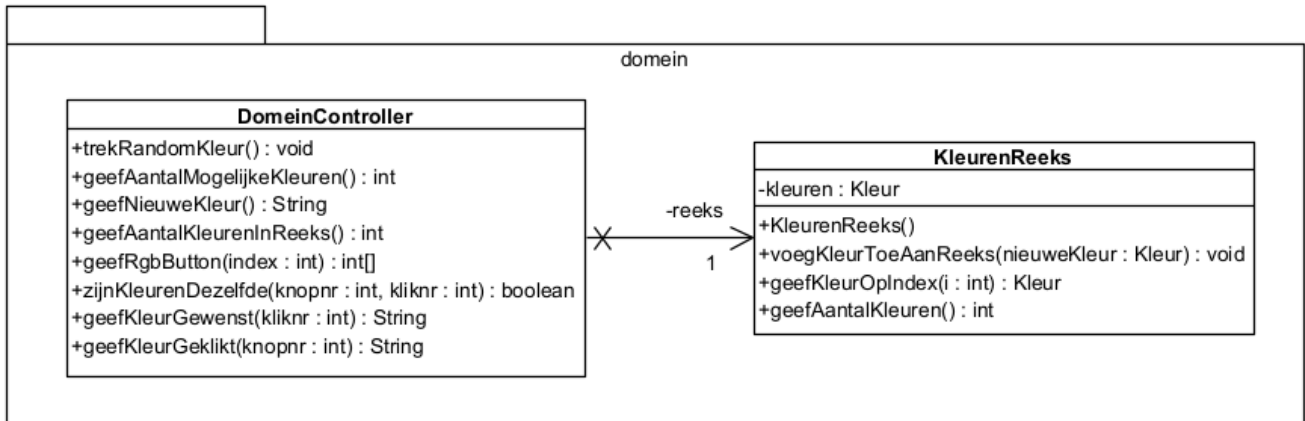 domein
DomeinController
+trekRandomKleur() : void
+geefAantalMogelijkeKleuren() : int
+geefNieuweKleur() : String
+geefAantalKleurenInReeks() : int
+geefRgbButton(index : int) : int[]
+zijnKleurenDezelfde(knopnr : int, kliknr : int) : boolean
+geefKleurGewenst(kliknr : int) : String
+geefKleurGeklikt(knopnr : int) : String
-reeks
1
KleurenReeks
-kleuren : Kleur
+KleurenReeks()
+voegKleurToeAanReeks(nieuweKleur : Kleur) : void
+geefKleurOpIndex(i : int) : Kleur
+geefAantalKleuren() : int